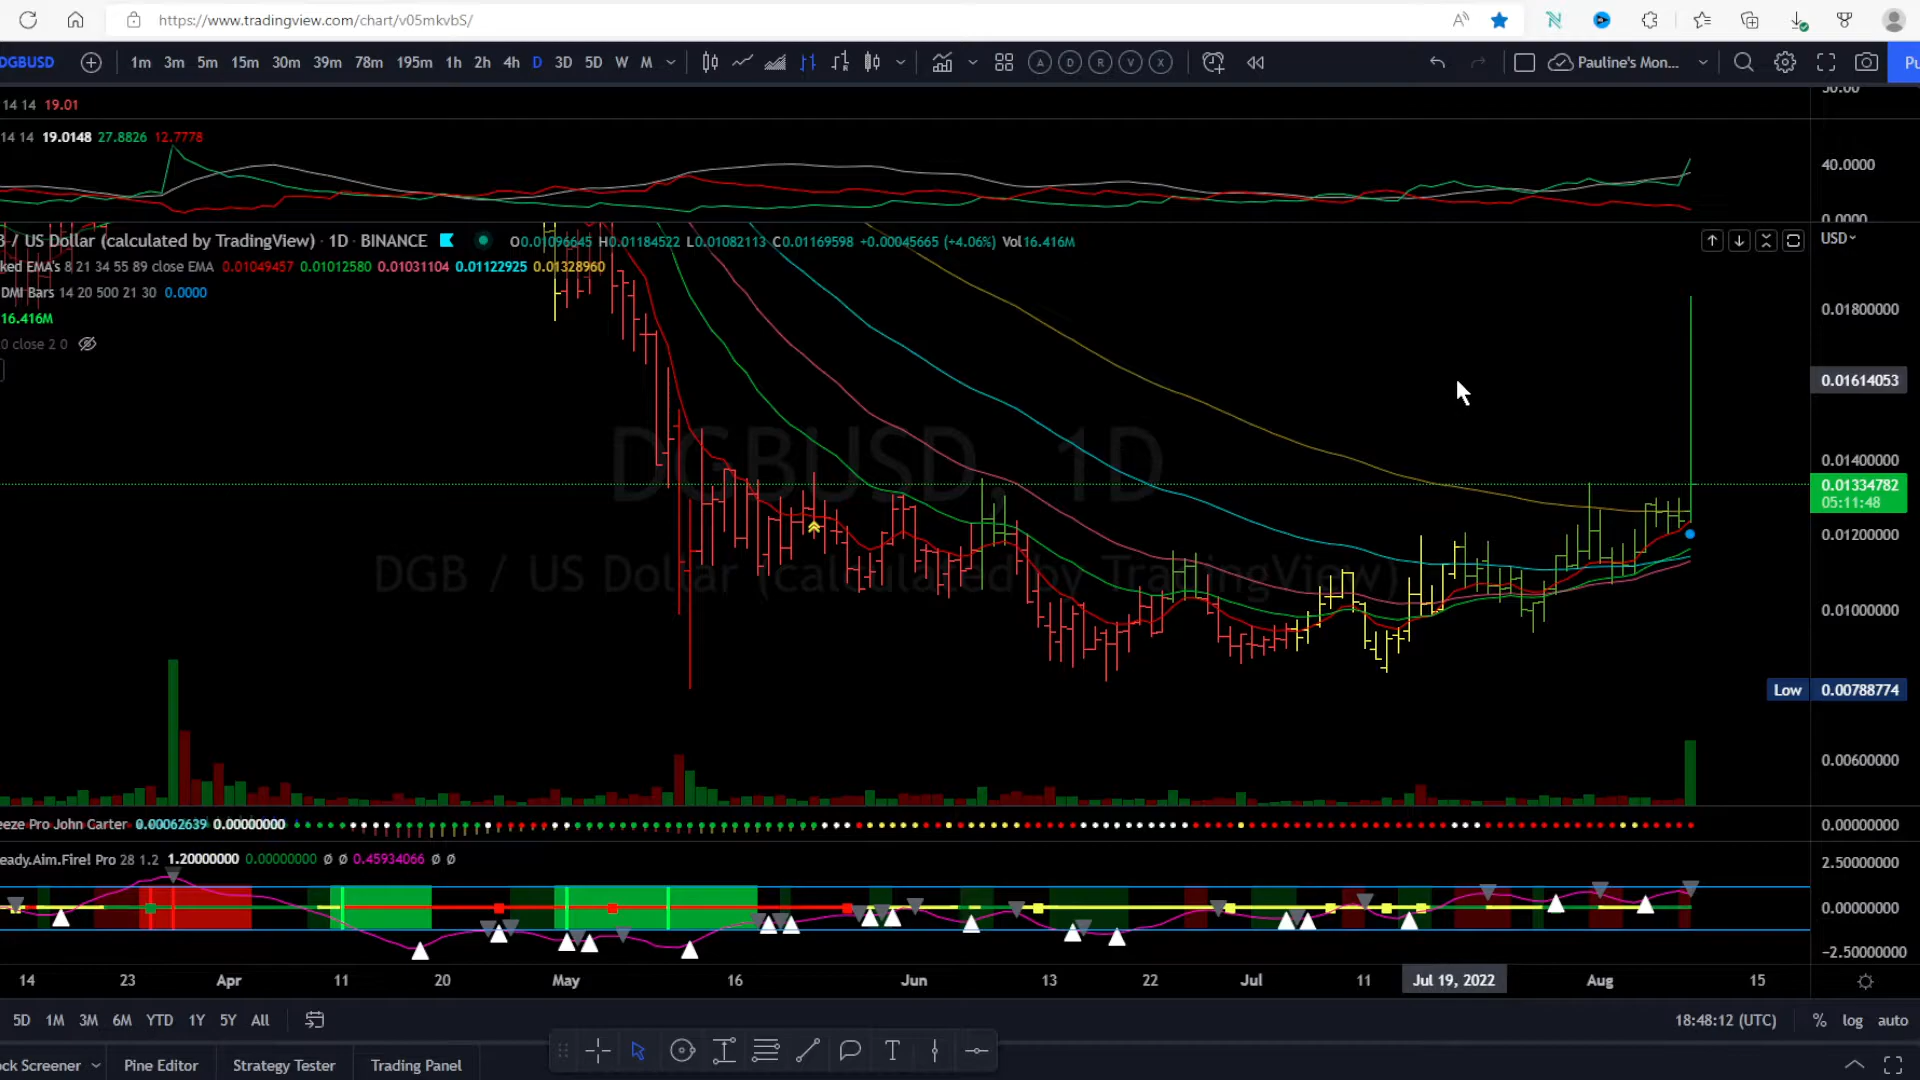 https://www.tradingview.com/chart/v05mkvbS/
DGBUSD 1m 3m 5m 15m 30m 39m 78m 195m 1h 2h 4h D 3D 5D W M A D R V X Pauline's Mon... Pu
14 14 19.01
14 14 19.0148 27.8826 12.7778
40.0000
0.0000
/ US Dollar (calculated by TradingView) · 1D · BINANCE O0.01096645 H0.01184522 L0.01082113 C0.01169598 +0.00045665 (+4.06%) Vol16.416M USD
ked EMA's 8 21 34 55 89 close EMA 0.01049457 0.01012580 0.01031104 0.01122925 0.01328960
DMI Bars 14 20 500 21 30 0.0000
0.01800000
16.416M
0 close 2 0
0.01614053
DGBUSD, 1D
0.01400000
0.01334782
05:11:48
0.01200000
DGB / US Dollar (calculated by TradingView)
0.01000000
Low 0.00788774
0.00600000
eeze Pro John Carter 0.00062639 0.00000000 0.00000000
eady.Aim.Fire! Pro 28 1.2 1.20000000 0.00000000 ø ø 0.45934066 ø ø 2.50000000
0.00000000
−2.50000000
14 23 Apr 11 20 May 16 Jun 13 22 Jul 11 Jul 19, 2022 Aug 15
5D 1M 3M 6M YTD 1Y 5Y All 18:48:12 (UTC) % log auto
ock Screener Pine Editor Strategy Tester Trading Panel